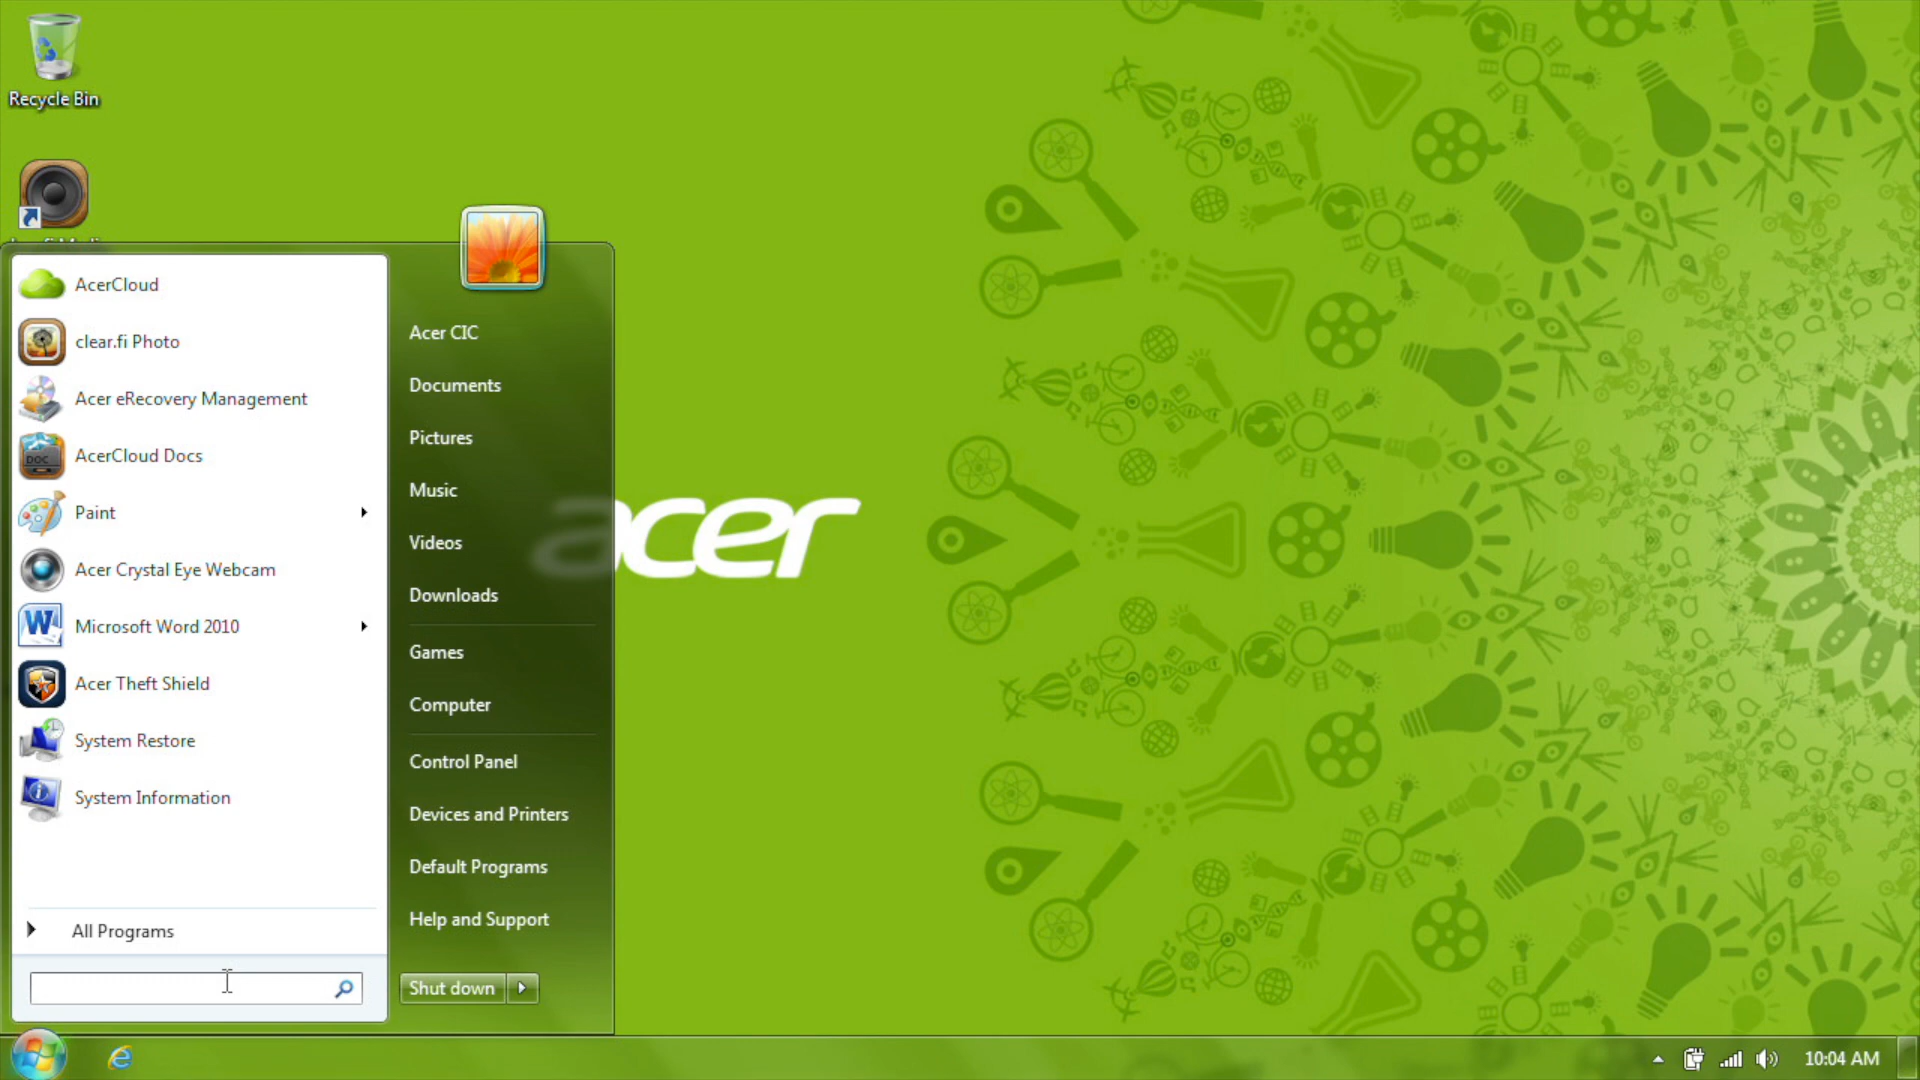 Recycle Bin
AcerCloud
clear.fi Photo
Acer eRecovery Management
AcerCloud Docs
DOC
Paint
Acer Crystal Eye Webcam
Microsoft Word 2010
W
Acer Theft Shield
System Restore
System Information
All Programs
Acer CIC
Documents
Pictures
Music
Videos
Downloads
Games
Computer
Control Panel
Devices and Printers
Default Programs
Help and Support
Shut down
acer
10:04 AM